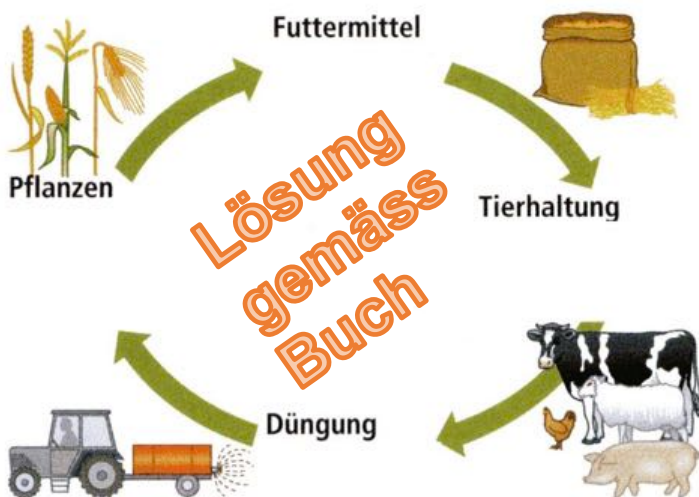 Futtermittel
Pflanzen
Tierhaltung
Lösung
gemäss
Buch
Düngung